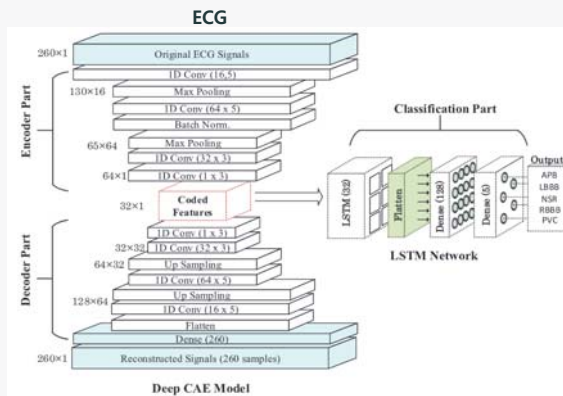 ECG
260×1
Original ECG Signals
1D Conv (16,5)
130×16
Max Pooling
1D Conv (64 x 5)
Batch Norm.
65×64
Max Pooling
1D Conv (32 x 3)
64×1
1D Conv (1 x 3)
Encoder Part
32×1
Coded
Features
1D Conv (1 x 3)
32×32
1D Conv (32 x 3)
64×32
Up Sampling
1D Conv (64 x 5)
Up Sampling
128×64
1D Conv (16 x 5)
Flatten
Dense (260)
260×1
Reconstructed Signals (260 samples)
Decoder Part
Deep CAE Model
Classification Part
LSTM (32)
Flatten
Dense (128)
Dense (5)
Output
APB
LBBB
NSR
RBBB
PVC
LSTM Network